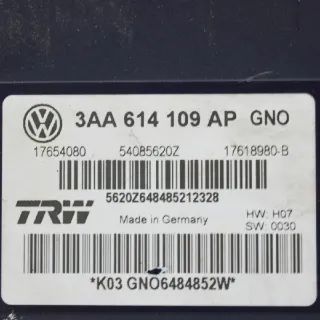 3AA 614 109 AP GNO
17654080 54085620Z 17618980-B
5620Z648485212328
TRW Made in Germany HW: H07
SW: 0030
*K03 GNO6484852W*